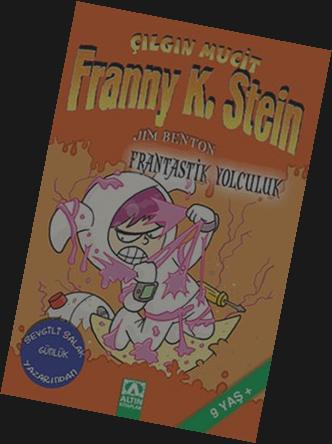 ÇILGIN MUCİT
Franny K. Stein
JIM BENTON
FRANTASTİK YOLCULUK
SEVGİLİ SALAK
GÜNLÜK
YAZARINDAN
ALTIN
KİTAPLAR
9 YAŞ +